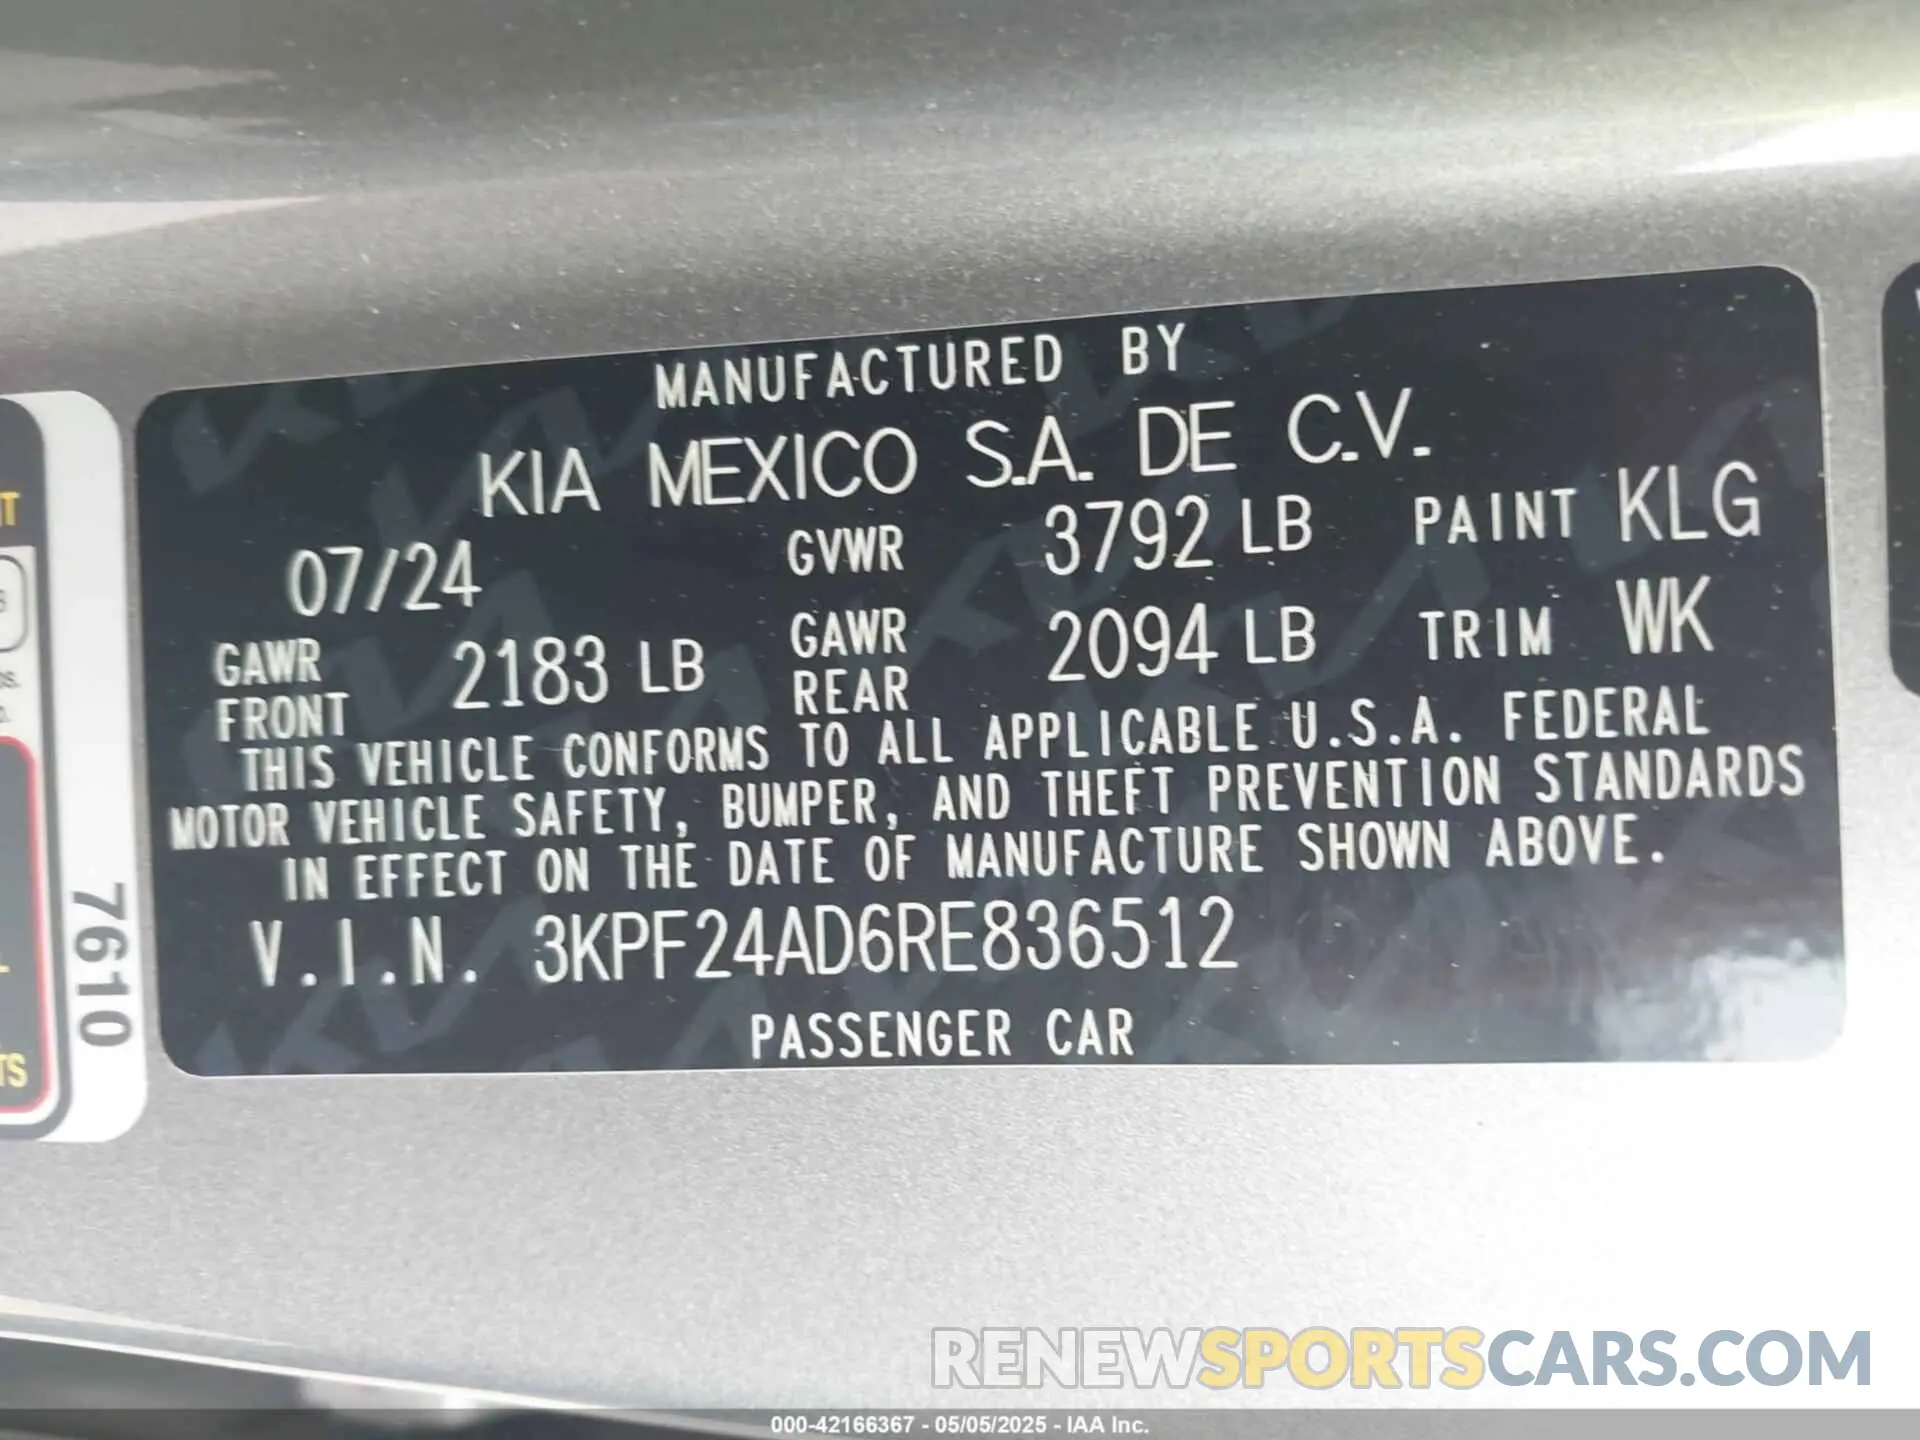 MANUFACTURED BY
KIA MEXICO S.A. DE C.V.
07/24 GVWR 3792 LB PAINT KLG
GAWR FRONT 2183 LB GAWR REAR 2094 LB TRIM WK
THIS VEHICLE CONFORMS TO ALL APPLICABLE U.S.A. FEDERAL
MOTOR VEHICLE SAFETY, BUMPER, AND THEFT PREVENTION STANDARDS
IN EFFECT ON THE DATE OF MANUFACTURE SHOWN ABOVE.
V.I.N. 3KPF24AD6RE836512
PASSENGER CAR
7610
RENEWSPORTSCARS.COM
000-42166367 - 05/05/2025 - IAA Inc.